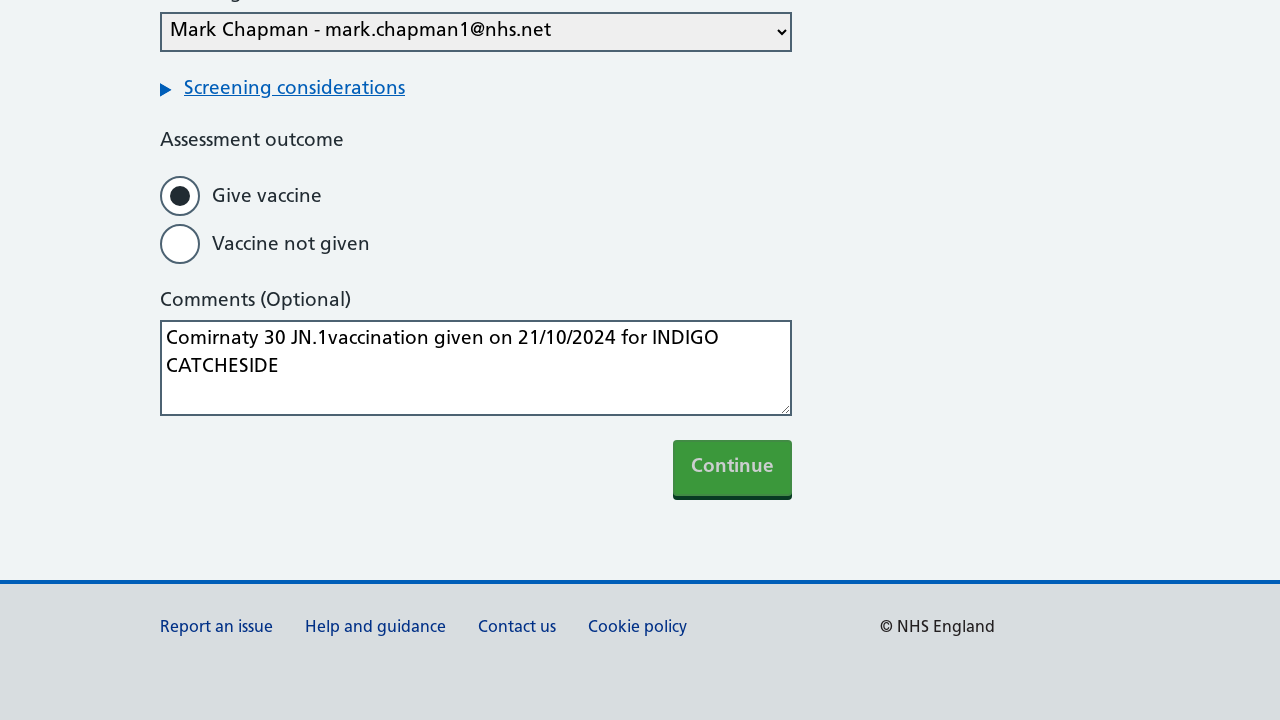 Mark Chapman - mark.chapman1@nhs.net
Screening considerations
Assessment outcome
Give vaccine
Vaccine not given
Comments (Optional)
Comirnaty 30 JN.1vaccination given on 21/10/2024 for INDIGO
CATCHESIDE
Continue
Report an issue Help and guidance Contact us Cookie policy © NHS England